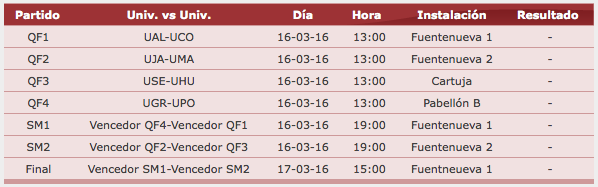 Partido Univ. vs Univ. Día Hora Instalación Resultado
QF1 UAL-UCO 16-03-16 13:00 Fuentenueva 1 -
QF2 UJA-UMA 16-03-16 13:00 Fuentenueva 2 -
QF3 USE-UHU 16-03-16 13:00 Cartuja -
QF4 UGR-UPO 16-03-16 13:00 Pabellón B -
SM1 Vencedor QF4-Vencedor QF1 16-03-16 19:00 Fuentenueva 1 -
SM2 Vencedor QF2-Vencedor QF3 16-03-16 19:00 Fuentenueva 2 -
Final Vencedor SM1-Vencedor SM2 17-03-16 15:00 Fuentneueva 1 -